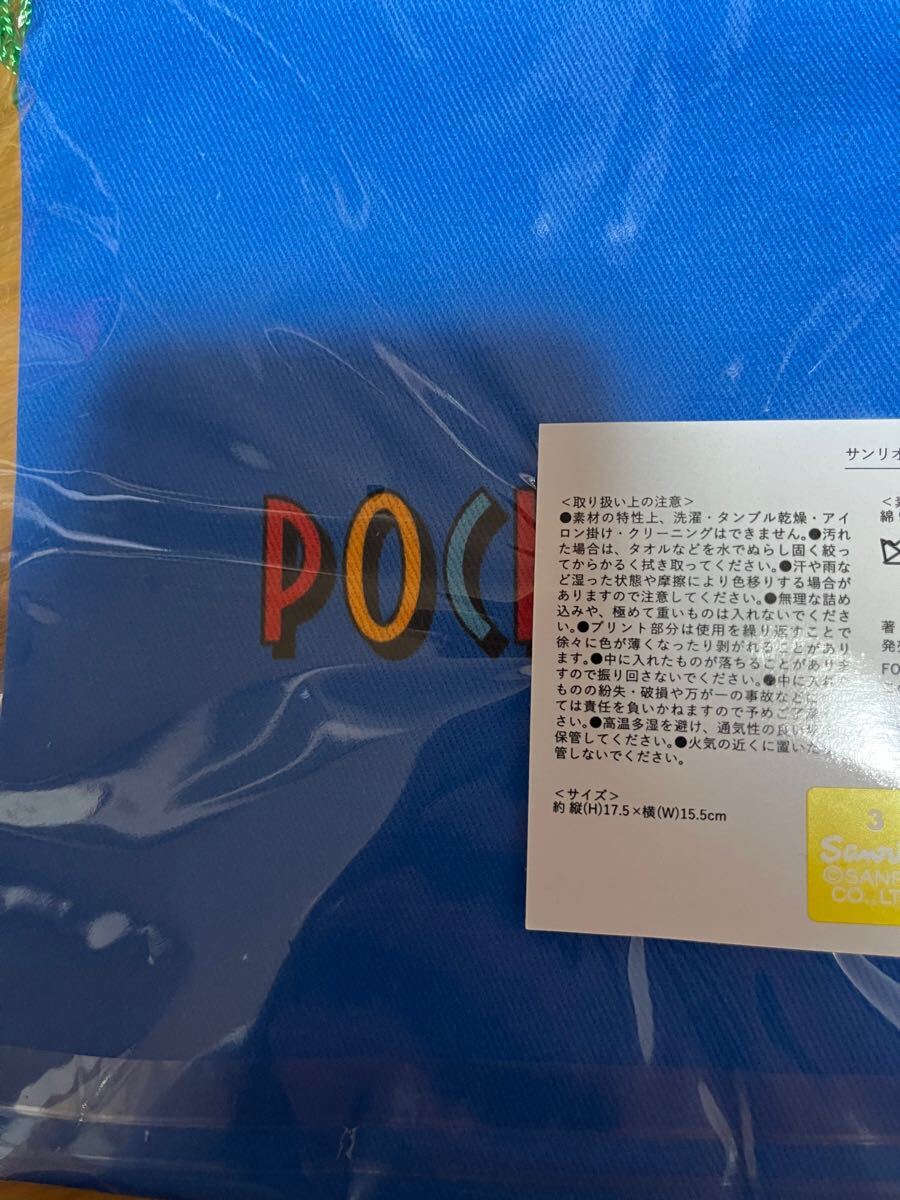 POC
サンリオ
＜取り扱い上の注意＞
●素材の特性上、洗濯・タンブル乾燥・アイ
ロン掛け・クリーニングはできません。●汚れ
た場合は、タオルなどを水でぬらし固く絞っ
てからかるく拭き取ってください。●汗や雨な
ど湿った状態や摩擦により色移りする場合が
ありますので注意してください。●無理な詰め
込みや、極めて重いものは入れないでくださ
い。●プリント部分は使用を繰り返すことで
徐々に色が薄くなったり剥がれることがあり
ます。●中に入れたものが落ちることがありま
すので振り回さないでください。●中に入れた
ものの紛失・破損や万が一の事故などに
ては責任を負いかねますので予めご了承
さい。●高温多湿を避け、通気性の良い
保管してください。●火気の近くに置いた
管しないでください。
＜サイズ＞
約 縦(H)17.5×横(W)15.5cm
綿
著
発売
FO
3
Sanri
©SANR
CO.,LT